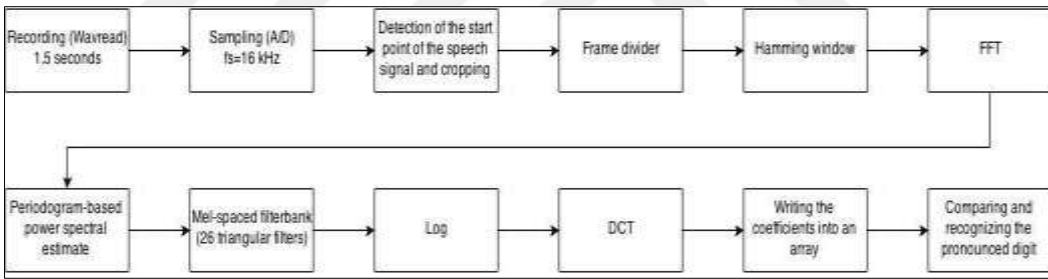 Recording (Wavread)
1.5 seconds
Sampling (A/D)
fs=16 kHz
Detection of the start
point of the speech
signal and cropping
Frame divider
Hamming window
FFT
Periodogram-based
power spectral
estimate
Mel-spaced filterbank
(26 triangular filters)
Log
DCT
Writing the
coefficients into an
array
Comparing and
recognizing the
pronounced digit